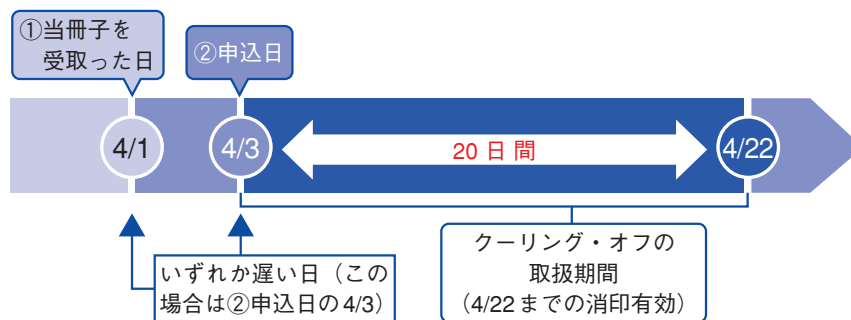 ①当冊子を
受取った日
②申込日
4/1
4/3
20日間
4/22
いずれか遅い日（この
場合は②申込日の4/3）
クーリング・オフの
取扱期間
（4/22までの消印有効）